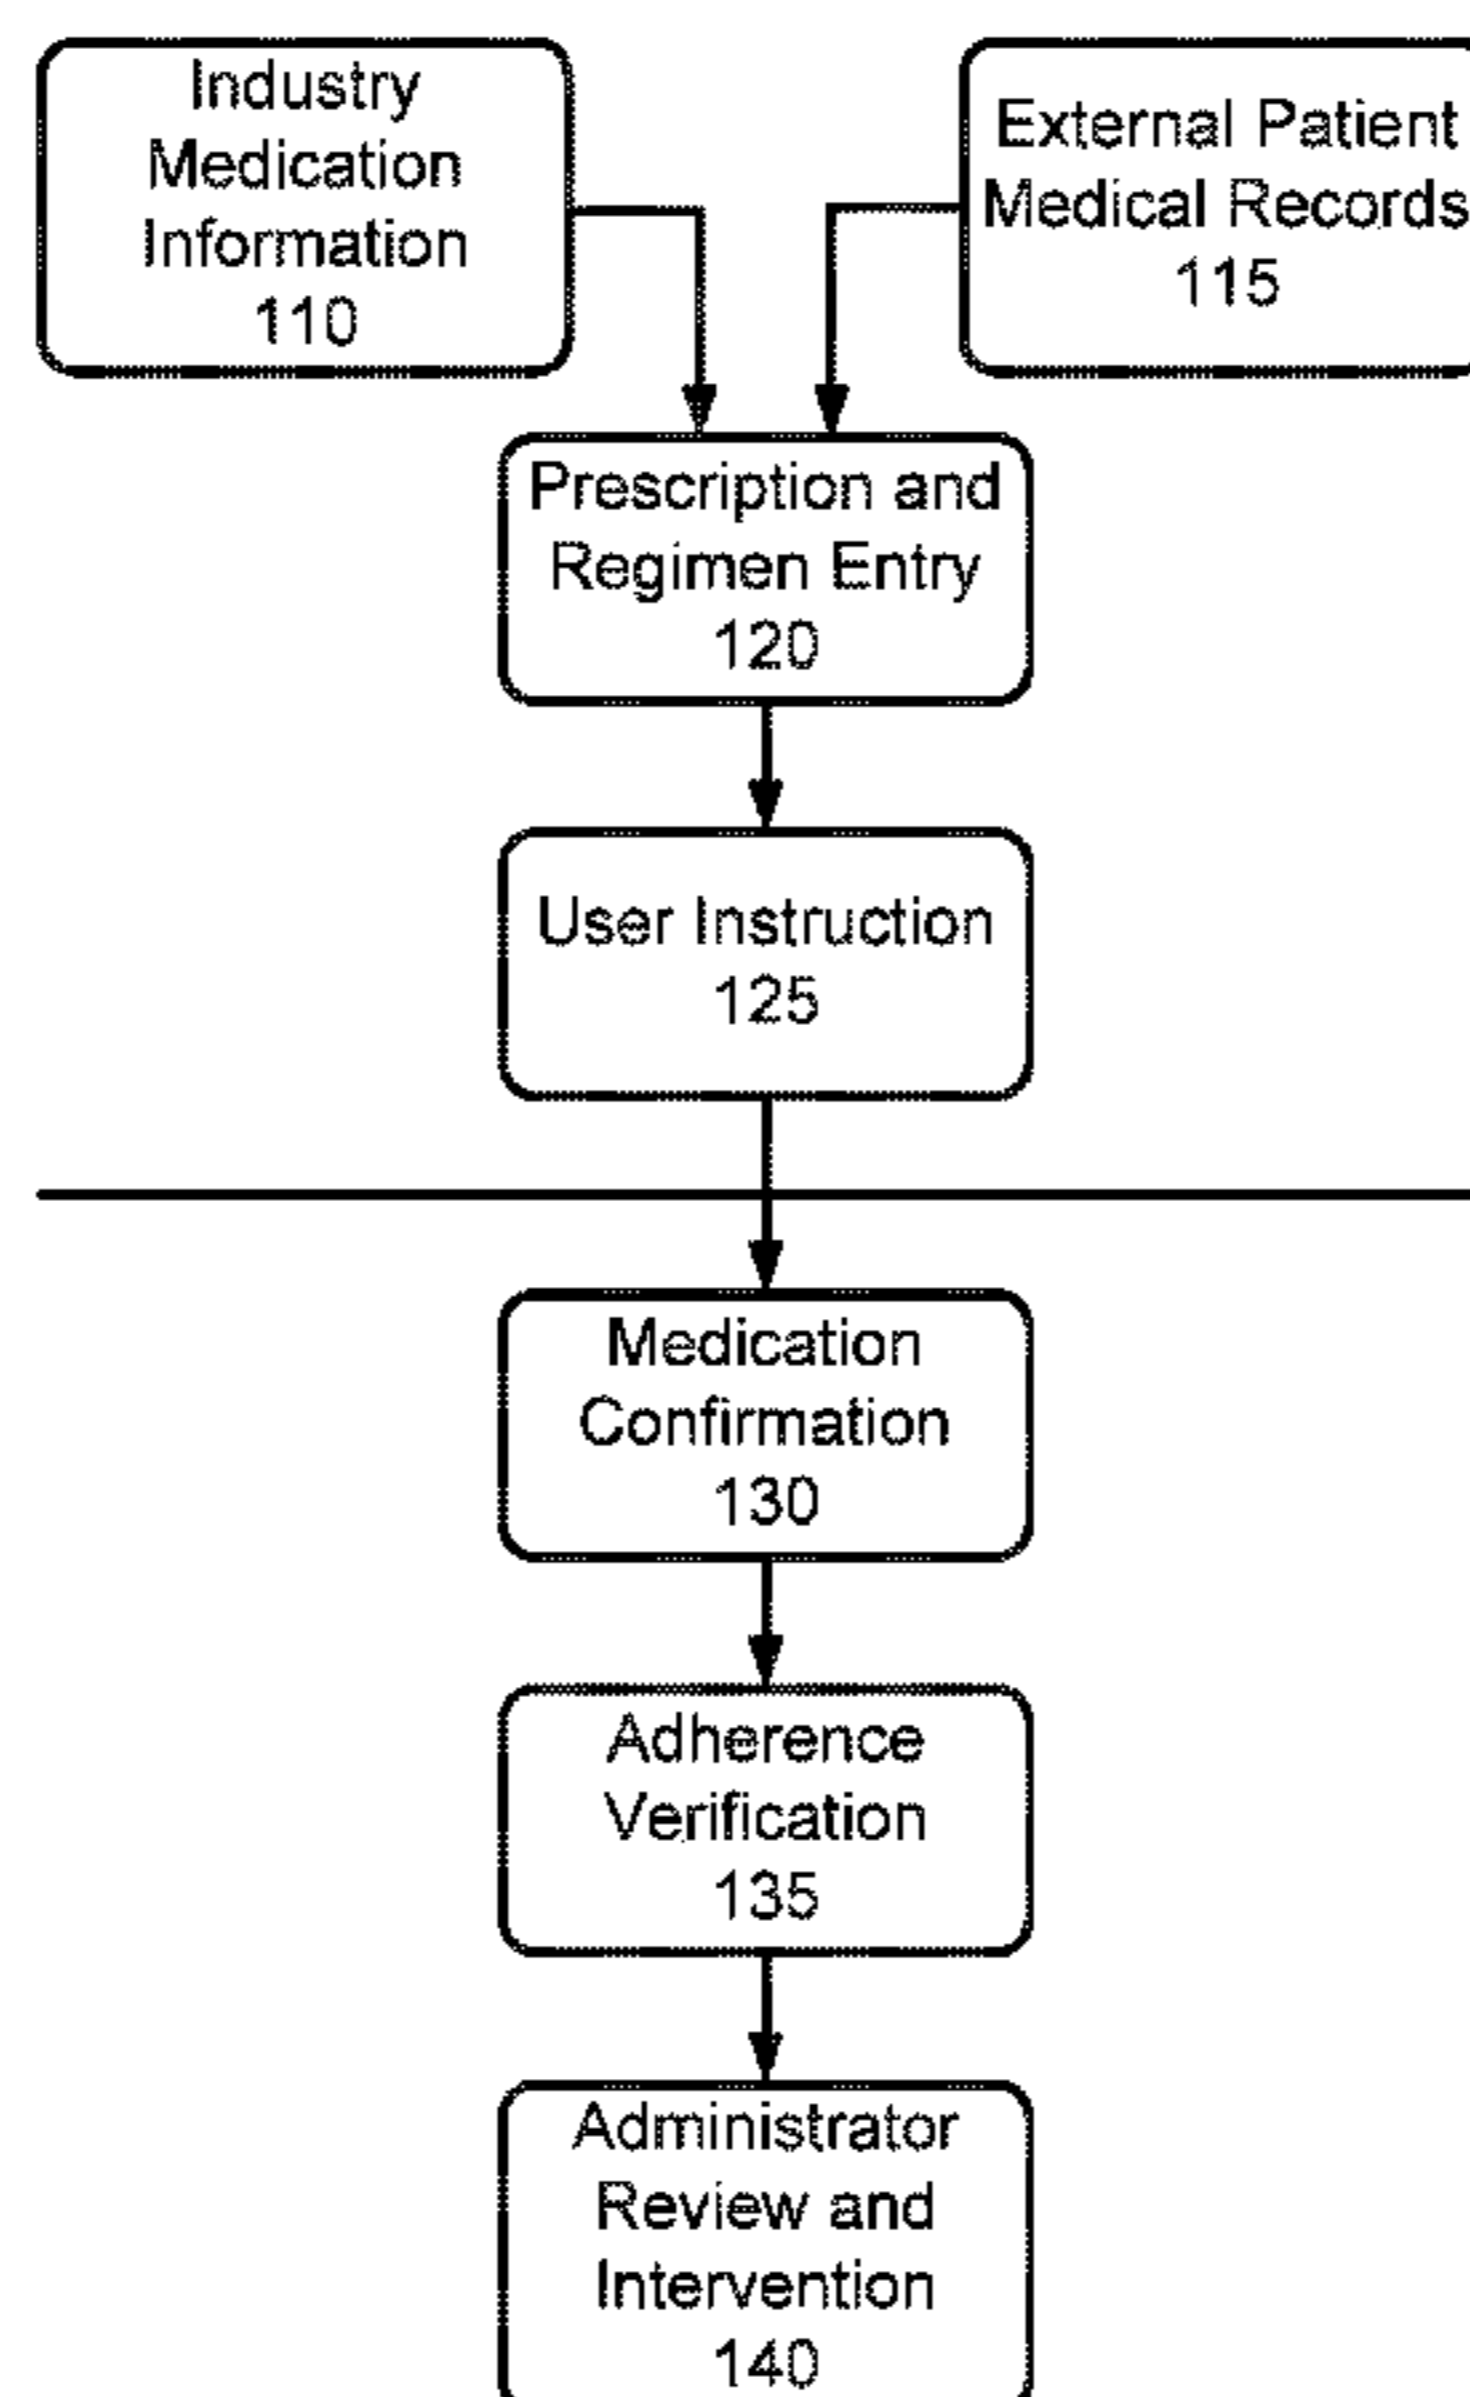 Industry
Medication
Information
110
External Patient
Medical Records
115
Prescription and
Regimen Entry
120
User Instruction
125
Medication
Confirmation
130
Adherence
Verification
135
Administrator
Review and
Intervention
140